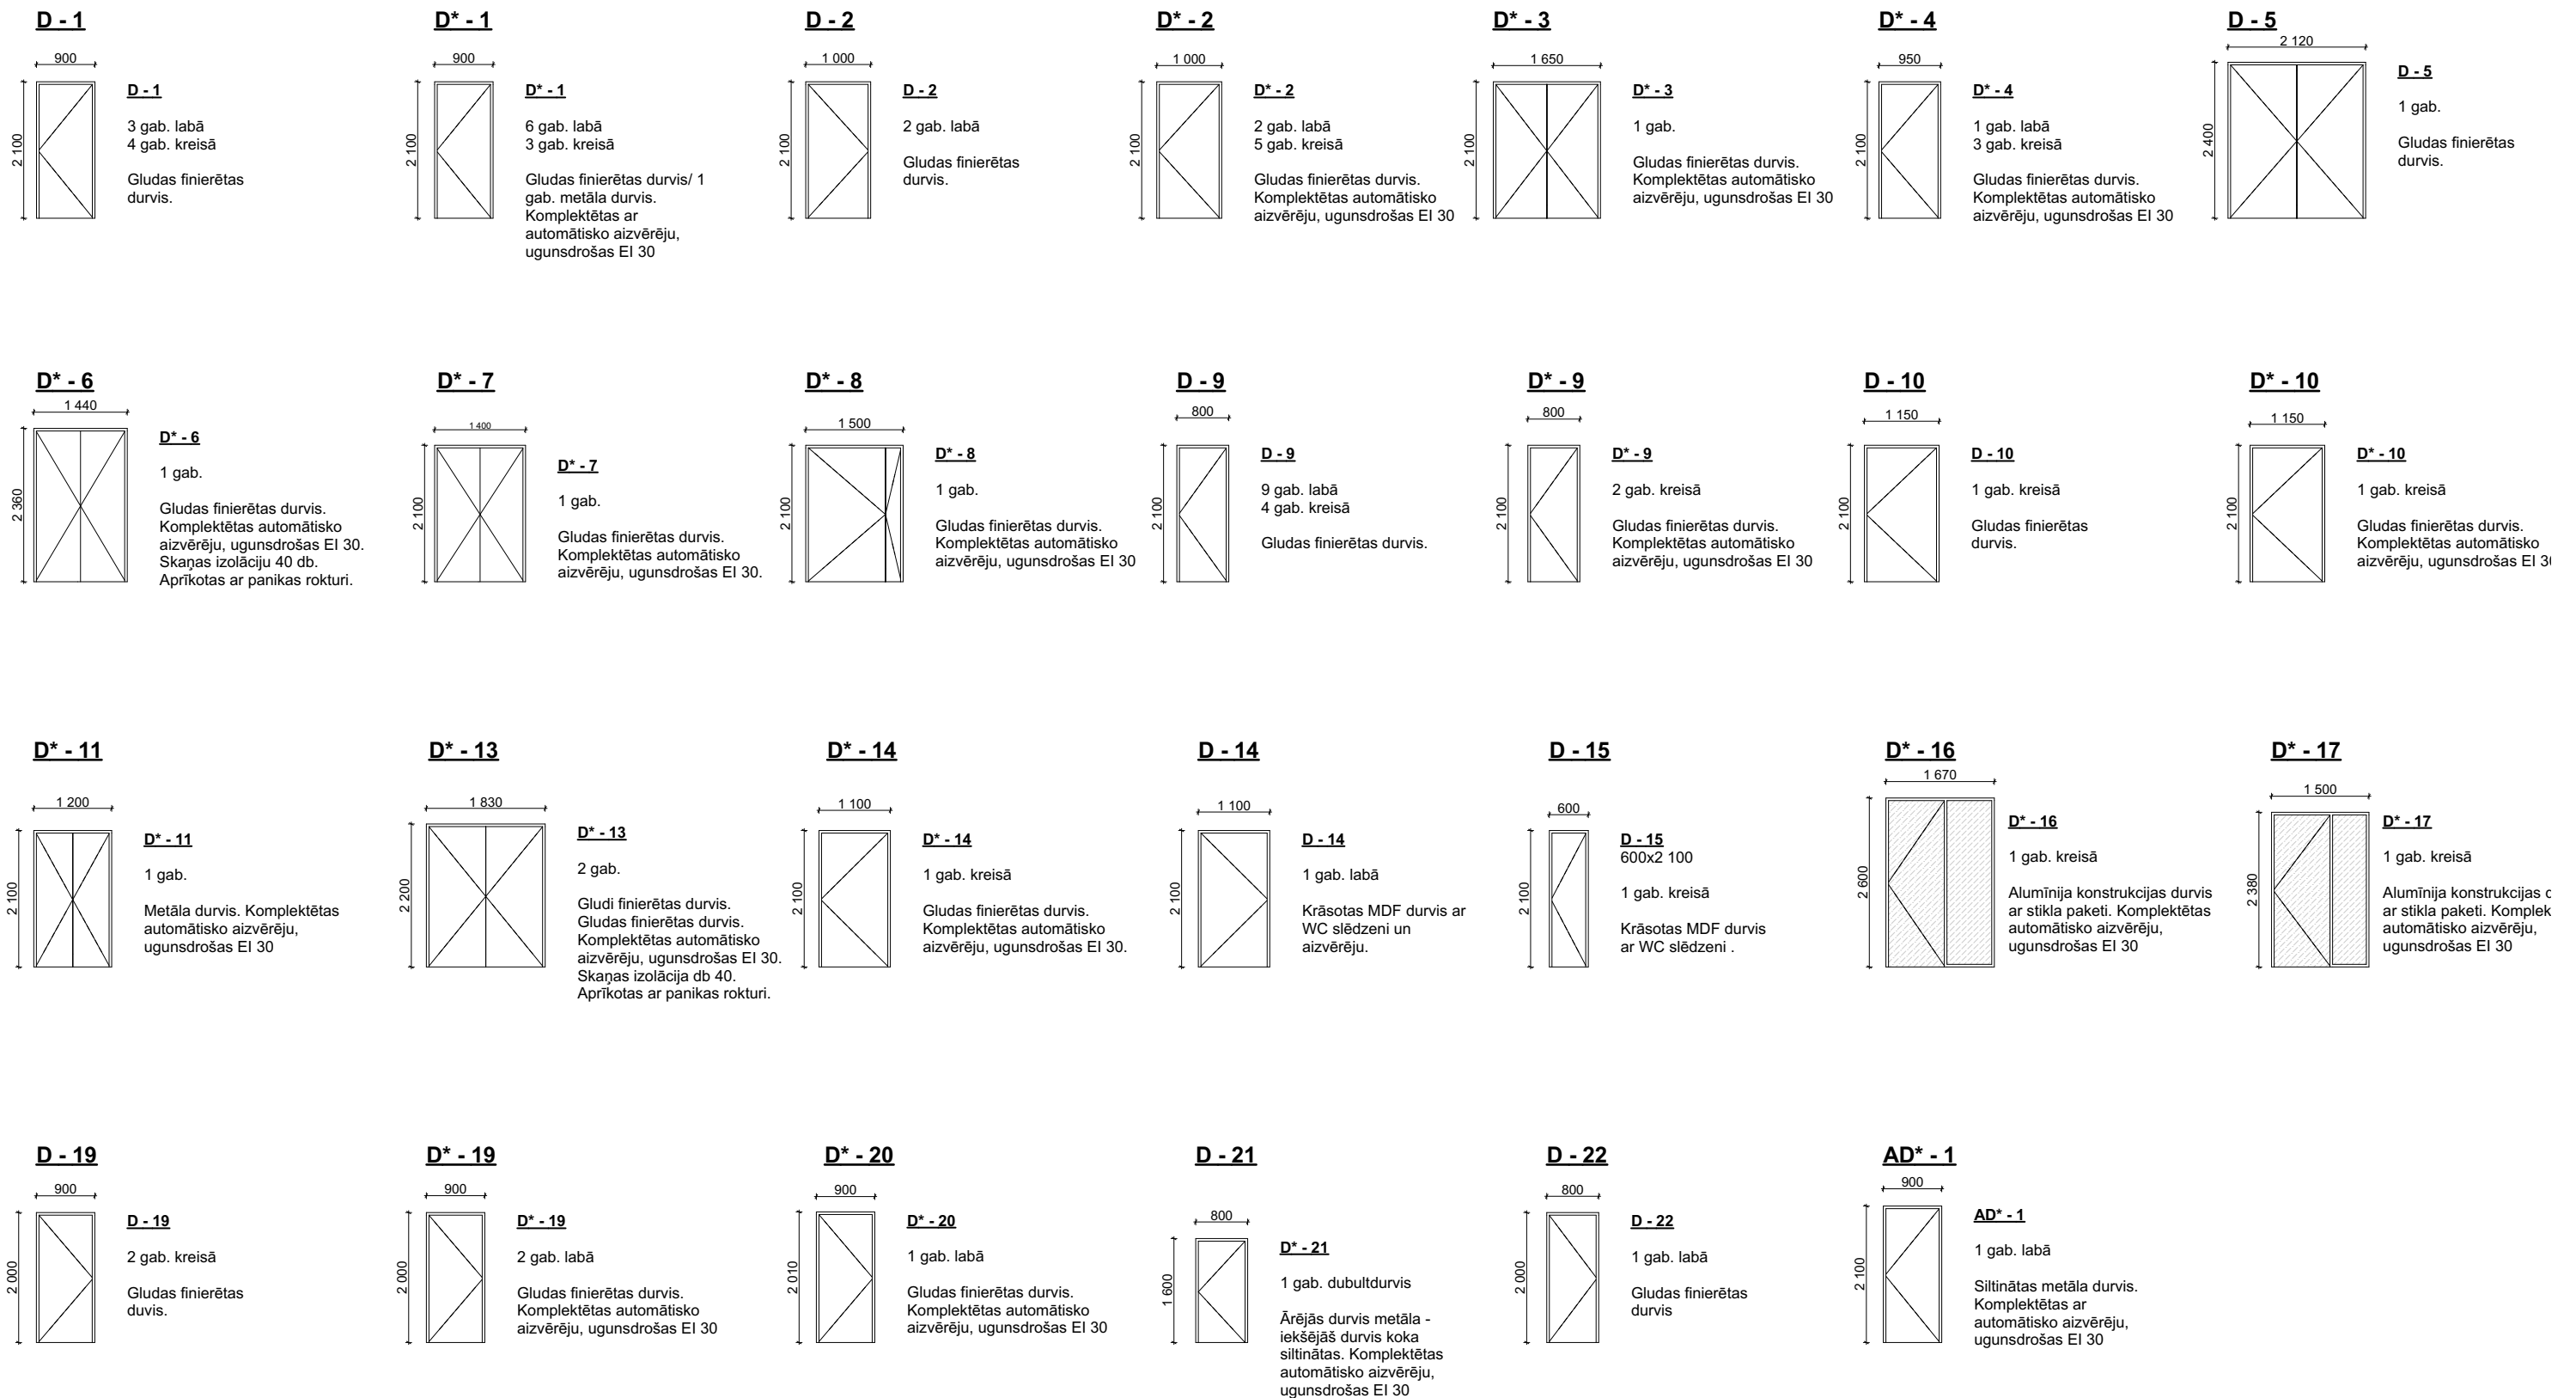 D - 1
900
2 100
D - 1
3 gab. labā
4 gab. kreisā
Gludas finierētas
durvis.
D* - 1
900
2 100
D* - 1
6 gab. labā
3 gab. kreisā
Gludas finierētas durvis/ 1
gab. metāla durvis.
Komplektētas ar
automātisko aizvērēju,
ugunsdrošas EI 30
D - 2
1 000
2 100
D - 2
2 gab. labā
Gludas finierētas
durvis.
D* - 2
1 000
2 100
D* - 2
2 gab. labā
5 gab. kreisā
Gludas finierētas durvis.
Komplektētas automātisko
aizvērēju, ugunsdrošas EI 30
D* - 3
1 650
2 100
D* - 3
1 gab.
Gludas finierētas durvis.
Komplektētas automātisko
aizvērēju, ugunsdrošas EI 30
D* - 4
950
2 100
D* - 4
1 gab. labā
3 gab. kreisā
Gludas finierētas durvis.
Komplektētas automātisko
aizvērēju, ugunsdrošas EI 30
D - 5
2 120
2 400
D - 5
1 gab.
Gludas finierētas
durvis.
D* - 6
1 440
2 360
D* - 6
1 gab.
Gludas finierētas durvis.
Komplektētas automātisko
aizvērēju, ugunsdrošas EI 30.
Skaņas izolāciju 40 db.
Aprīkotas ar panikas rokturi.
D* - 7
1 400
2 100
D* - 7
1 gab.
Gludas finierētas durvis.
Komplektētas automātisko
aizvērēju, ugunsdrošas EI 30.
D* - 8
1 500
2 100
D* - 8
1 gab.
Gludas finierētas durvis.
Komplektētas automātisko
aizvērēju, ugunsdrošas EI 30
D - 9
800
2 100
D - 9
9 gab. labā
4 gab. kreisā
Gludas finierētas durvis.
D* - 9
800
2 100
D* - 9
2 gab. kreisā
Gludas finierētas durvis.
Komplektētas automātisko
aizvērēju, ugunsdrošas EI 30
D - 10
1 150
2 100
D - 10
1 gab. kreisā
Gludas finierētas
durvis.
D* - 10
1 150
2 100
D* - 10
1 gab. kreisā
Gludas finierētas durvis.
Komplektētas automātisko
aizvērēju, ugunsdrošas EI
D* - 11
1 200
2 100
D* - 11
1 gab.
Metāla durvis. Komplektētas
automātisko aizvērēju,
ugunsdrošas EI 30
D* - 13
1 830
2 200
D* - 13
2 gab.
Gludi finierētas durvis.
Gludas finierētas durvis.
Komplektētas automātisko
aizvērēju, ugunsdrošas EI 30.
Skaņas izolācija db 40.
Aprīkotas ar panikas rokturi.
D* - 14
1 100
2 100
D* - 14
1 gab. kreisā
Gludas finierētas durvis.
Komplektētas automātisko
aizvērēju, ugunsdrošas EI 30.
D - 14
1 100
2 100
D - 14
1 gab. labā
Krāsotas MDF durvis ar
WC slēdzeni un
aizvērēju.
D - 15
600
2 100
D - 15
600x2 100
1 gab. kreisā
Krāsotas MDF durvis
ar WC slēdzeni .
D* - 16
1 670
2 600
D* - 16
1 gab. kreisā
Alumīnija konstrukcijas durvis
ar stikla paketi. Komplektētas
automātisko aizvērēju,
ugunsdrošas EI 30
D* - 17
1 500
2 380
D* - 17
1 gab. kreisā
Alumīnija konstrukcijas
ar stikla paketi.
automātisko aizvērēju,
ugunsdrošas EI 30
D - 19
900
2 000
D - 19
2 gab. kreisā
Gludas finierētas
duvis.
D* - 19
900
2 000
D* - 19
2 gab. labā
Gludas finierētas durvis.
Komplektētas automātisko
aizvērēju, ugunsdrošas EI 30
D* - 20
900
2 010
D* - 20
1 gab. labā
Gludas finierētas durvis.
Komplektētas automātisko
aizvērēju, ugunsdrošas EI 30
D - 21
800
1 600
D* - 21
1 gab. dubultdurvis
Ārējās durvis metāla -
iekšējāš durvis koka
siltinātas. Komplektētas
automātisko aizvērēju,
ugunsdrošas EI 30
D - 22
800
2 000
D - 22
1 gab. labā
Gludas finierētas
durvis
AD* - 1
900
2 100
AD* - 1
1 gab. labā
Siltinātas metāla durvis.
Komplektētas ar
automātisko aizvērēju,
ugunsdrošas EI 30